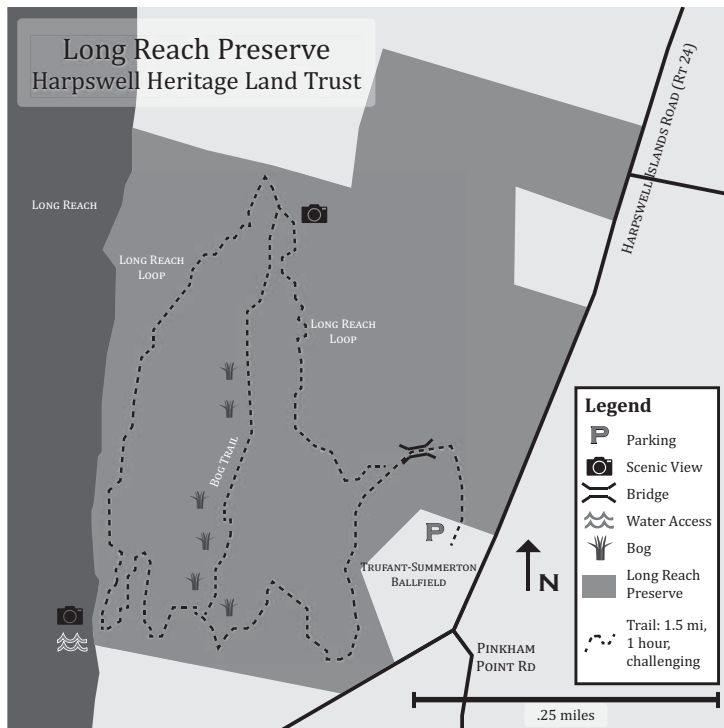 Long Reach Preserve
Harpswell Heritage Land Trust
Harpswell Islands Road (Rt 24)
Long Reach
Long Reach
Loop
Long Reach
Loop
Bog Trail
P
Trufant-Summerton
Ballfield
N
Pinkham
Point Rd
.25 miles
Legend
P Parking
Scenic View
Bridge
Water Access
Bog
Long Reach
Preserve
Trail: 1.5 mi,
1 hour,
challenging